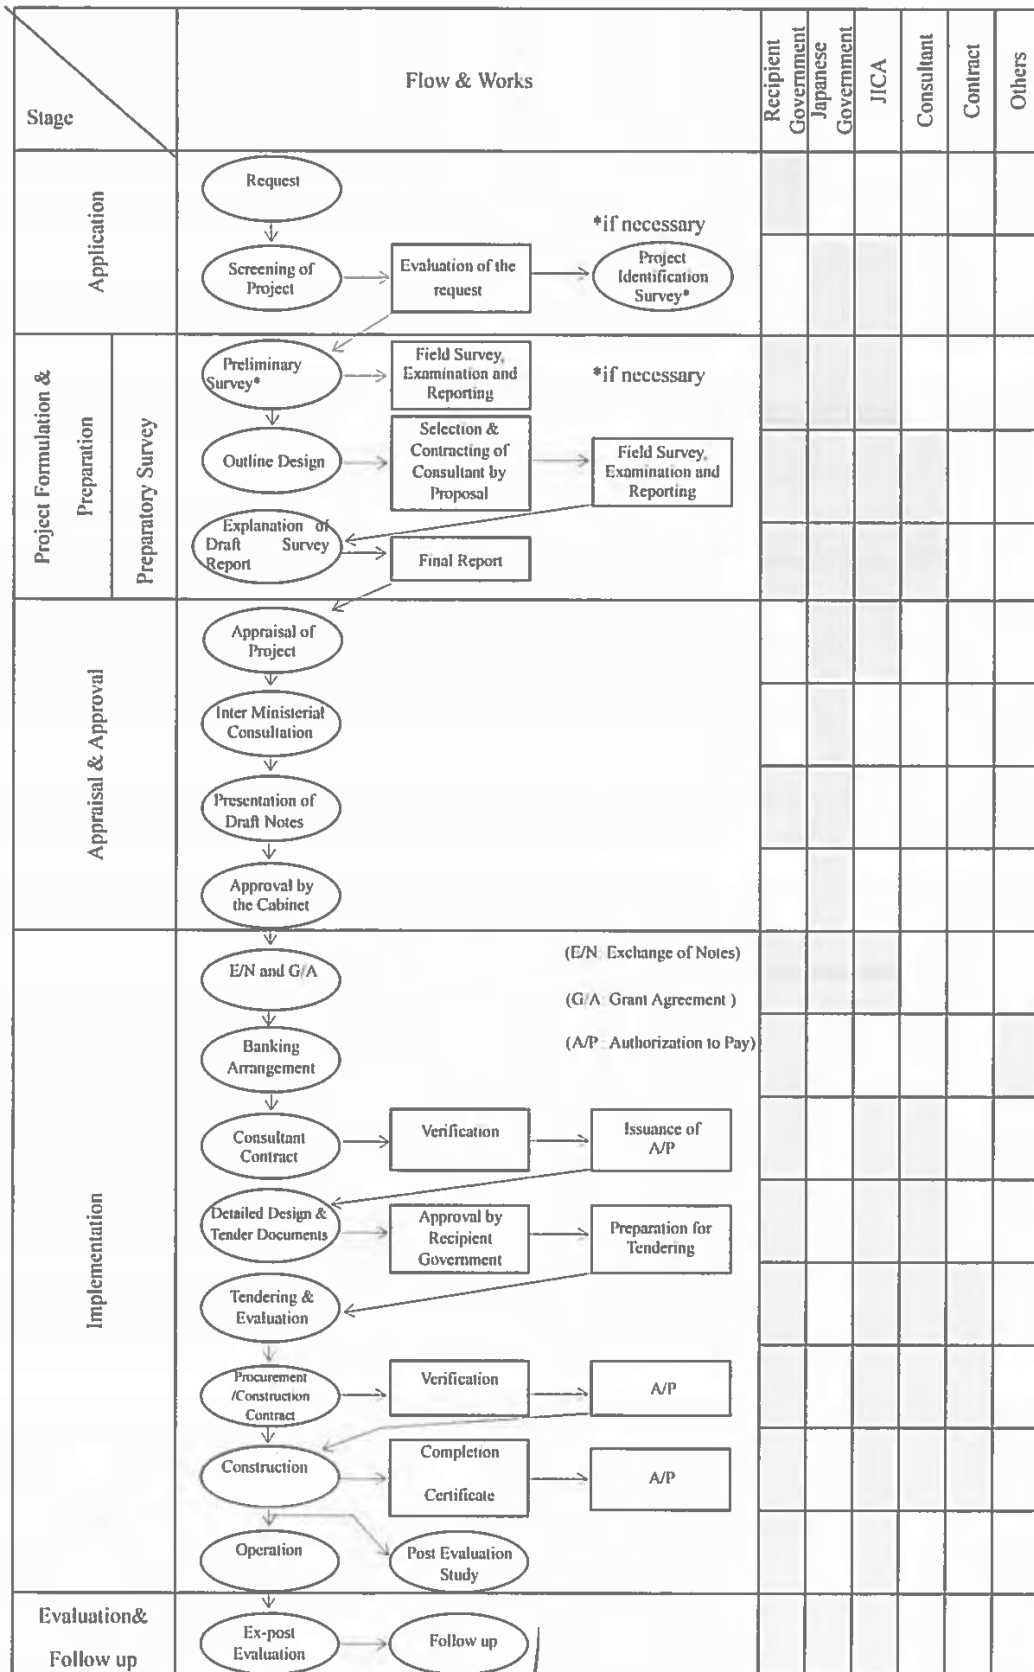 Stage
Flow & Works
Recipient
Government
Japanese
Government
JICA
Consultant
Contract
Others
Application
Request
*if necessary
Screening of
Project
Evaluation of the
request
Project
Identification
Survey*
Project Formulation &
Preparation
Preparatory Survey
Preliminary
Survey*
Field Survey,
Examination and
Reporting
*if necessary
Outline Design
Selection &
Contracting of
Consultant by
Proposal
Field Survey,
Examination and
Reporting
Explanation of
Draft Survey
Report
Final Report
Appraisal & Approval
Appraisal of
Project
Inter Ministerial
Consultation
Presentation of
Draft Notes
Approval by
the Cabinet
Implementation
E/N and G/A
(E/N: Exchange of Notes)
(G/A: Grant Agreement )
(A/P: Authorization to Pay)
Banking
Arrangement
Consultant
Contract
Verification
Issuance of
A/P
Detailed Design &
Tender Documents
Approval by
Recipient
Government
Preparation for
Tendering
Tendering &
Evaluation
Procurement
/Construction
Contract
Verification
A/P
Construction
Completion
Certificate
A/P
Operation
Post Evaluation
Study
Evaluation&
Follow up
Ex-post
Evaluation
Follow up